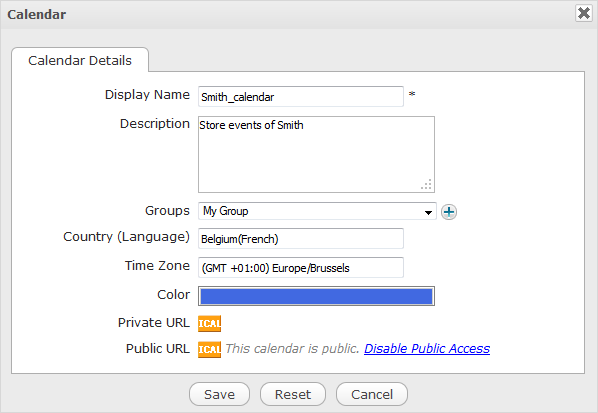 Calendar
Calendar Details
Display Name Smith_calendar *
Description Store events of Smith
Groups My Group
Country (Language) Belgium(French)
Time Zone (GMT +01:00) Europe/Brussels
Color
Private URL ICAL
Public URL ICAL This calendar is public. Disable Public Access
Save Reset Cancel